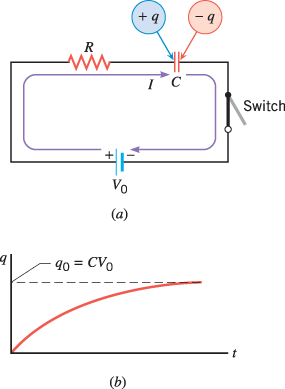 + q
− q
R
I
C
Switch
+
−
V₀
(a)
q
q₀ = CV₀
t
(b)